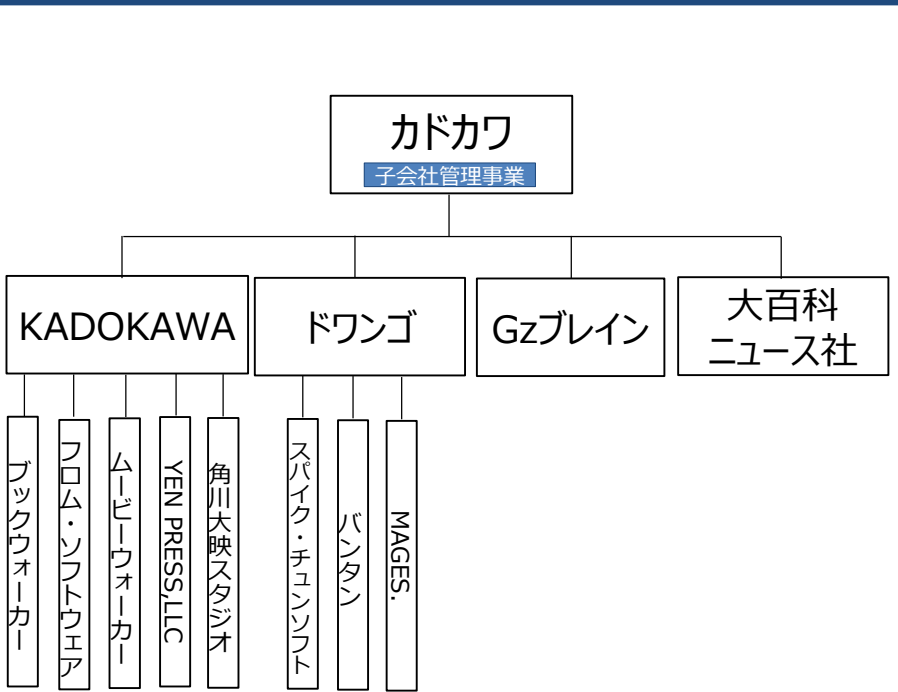 カドカワ
子会社管理事業
KADOKAWA
ドワンゴ
Gzブレイン
大百科
ニュース社
ブックウォーカー
フロム・ソフトウェア
ムービーウォーカー
YEN PRESS,LLC
角川大映スタジオ
スパイク・チュンソフト
バンタン
MAGES.